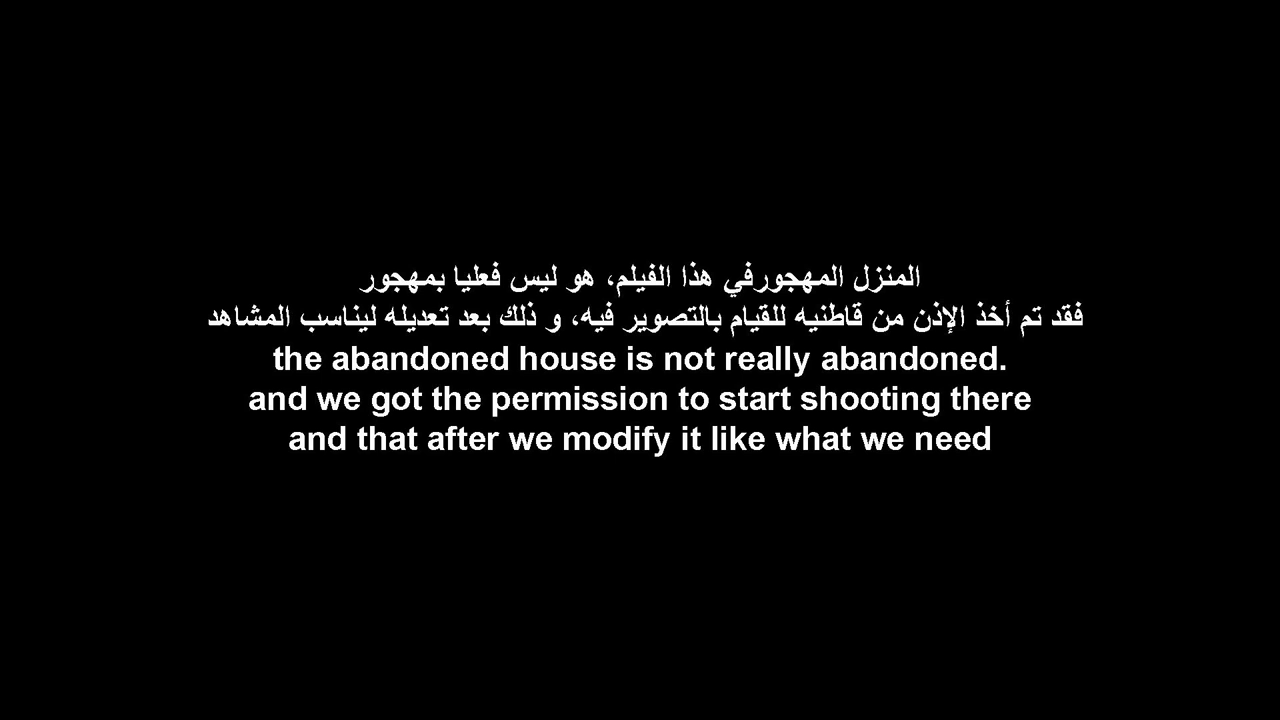 المنزل المهجورفي هذا الفيلم، هو ليس فعليا بمهجور
فقد تم أخذ الإذن من قاطنيه للقيام بالتصوير فيه، و ذلك بعد تعديله ليناسب المشاهد
the abandoned house is not really abandoned.
and we got the permission to start shooting there
and that after we modify it like what we need